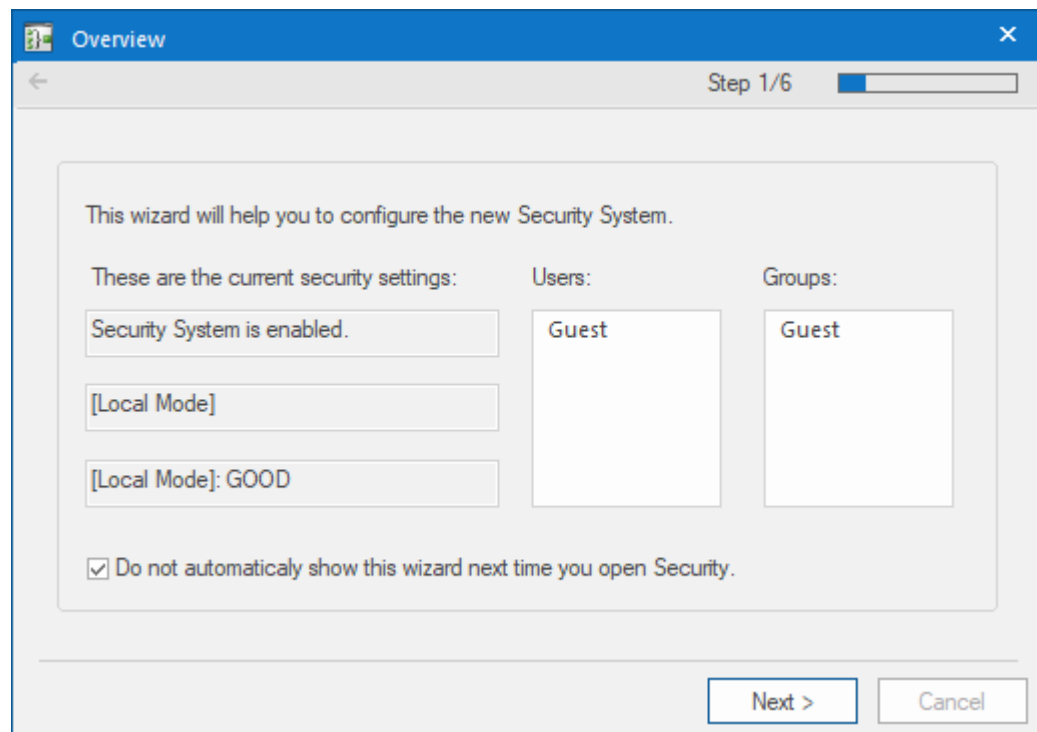 Overview
Step 1/6
This wizard will help you to configure the new Security System.
These are the current security settings:
Users:
Groups:
Security System is enabled.
Guest
Guest
[Local Mode]
[Local Mode]: GOOD
Do not automaticaly show this wizard next time you open Security.
Next >
Cancel